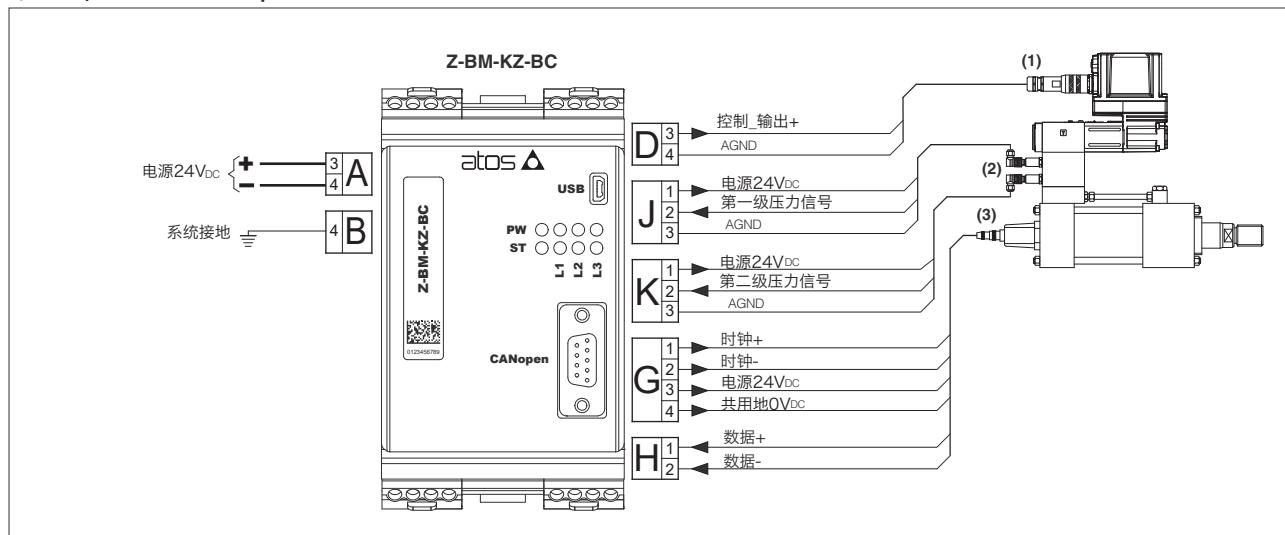 Z-BM-KZ-BC
(1)
控制_输出+
D
3
4
AGND
电源24VDC
+
-
3
4
A
atos
USB
(2)
J
1
2
3
电源24VDC
第一级压力信号
AGND
系统接地
4
B
Z-BM-KZ-BC
PW
ST
L1
L2
L3
(3)
K
1
2
3
电源24VDC
第二级压力信号
AGND
0123456789
CANopen
G
1
2
3
4
时钟+
时钟-
电源24VDC
共用地0VDC
H
1
2
数据+
数据-